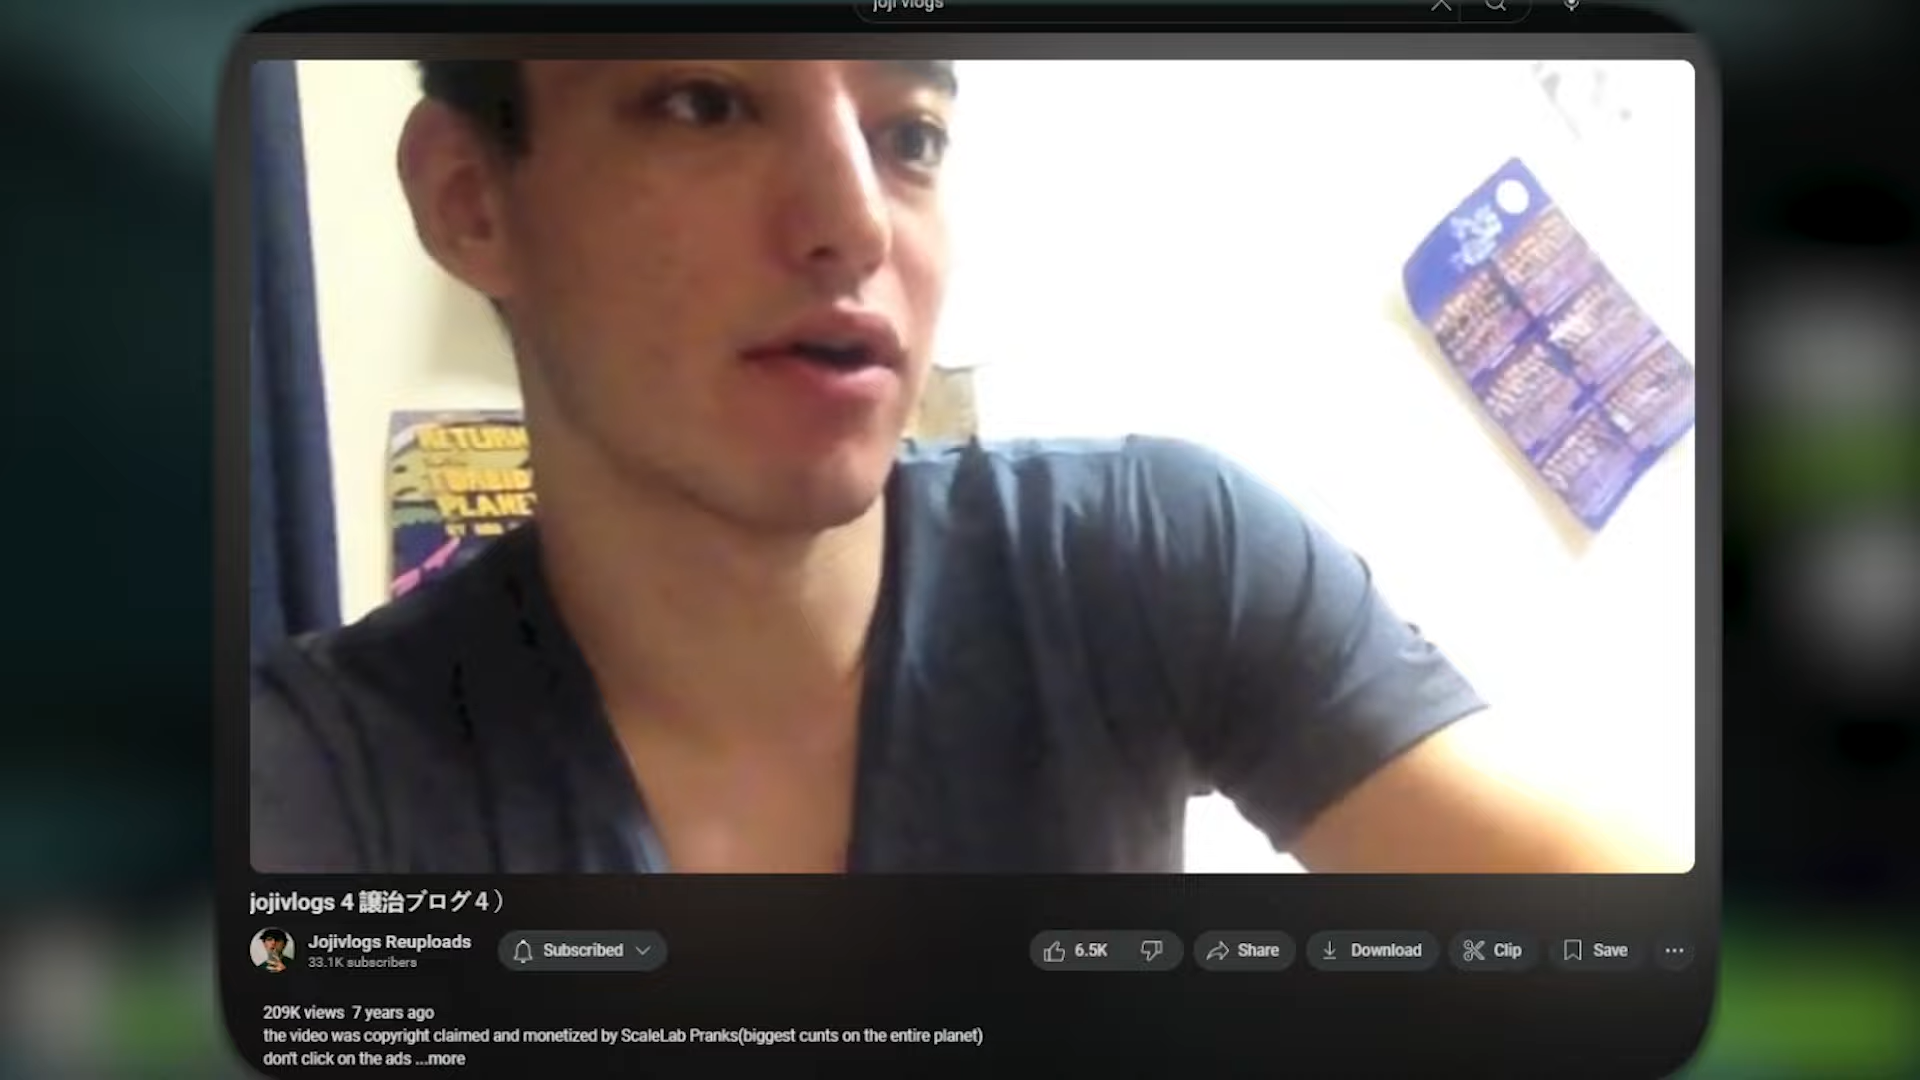 joji vlogs
RETURN
FORBID
PLANE
jojivlogs 4 譲治ブログ４）
Jojivlogs Reuploads
33.1K subscribers
Subscribed
6.5K
Share
Download
Clip
Save
209K views 7 years ago
the video was copyright claimed and monetized by ScaleLab Pranks(biggest cunts on the entire planet)
don't click on the ads ...more